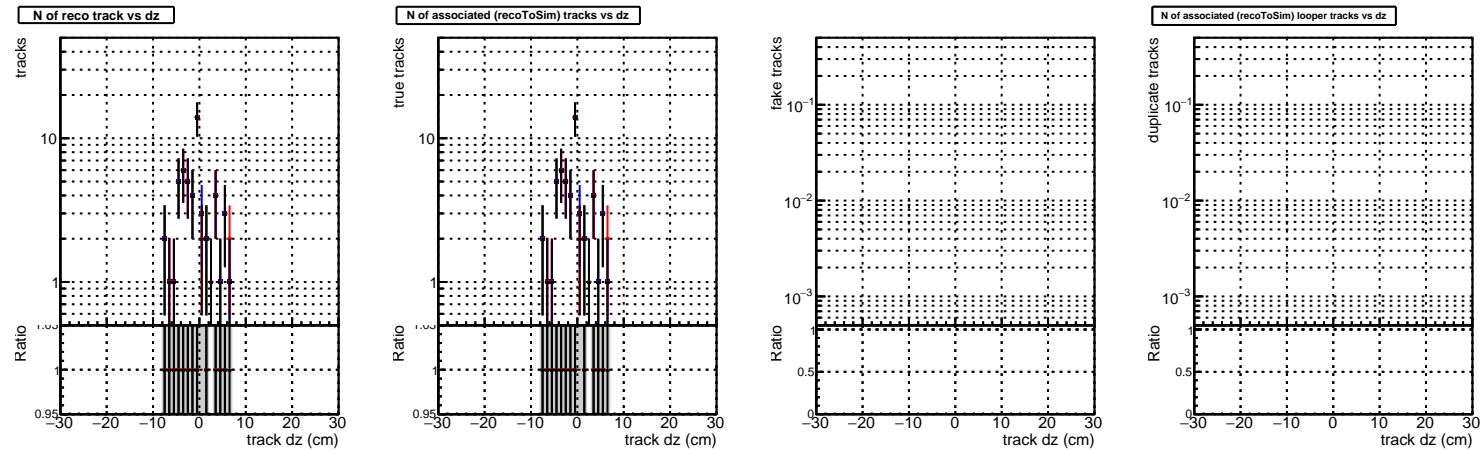 N of reco track vs dz
tracks
10
1
1.05
Ratio
1
0.95
−30 −20 −10 0 10 20 30
track dz (cm)
N of associated (recoToSim) tracks vs dz
true tracks
10
1
1.05
Ratio
1
0.95
−30 −20 −10 0 10 20 30
track dz (cm)
fake tracks
10−1
10−2
10−3
1
Ratio
0.5
0
−30 −20 −10 0 10 20 30
track dz (cm)
N of associated (recoToSim) looper tracks vs dz
duplicate tracks
10−1
10−2
10−3
1
Ratio
0.5
0
−30 −20 −10 0 10 20 30
track dz (cm)